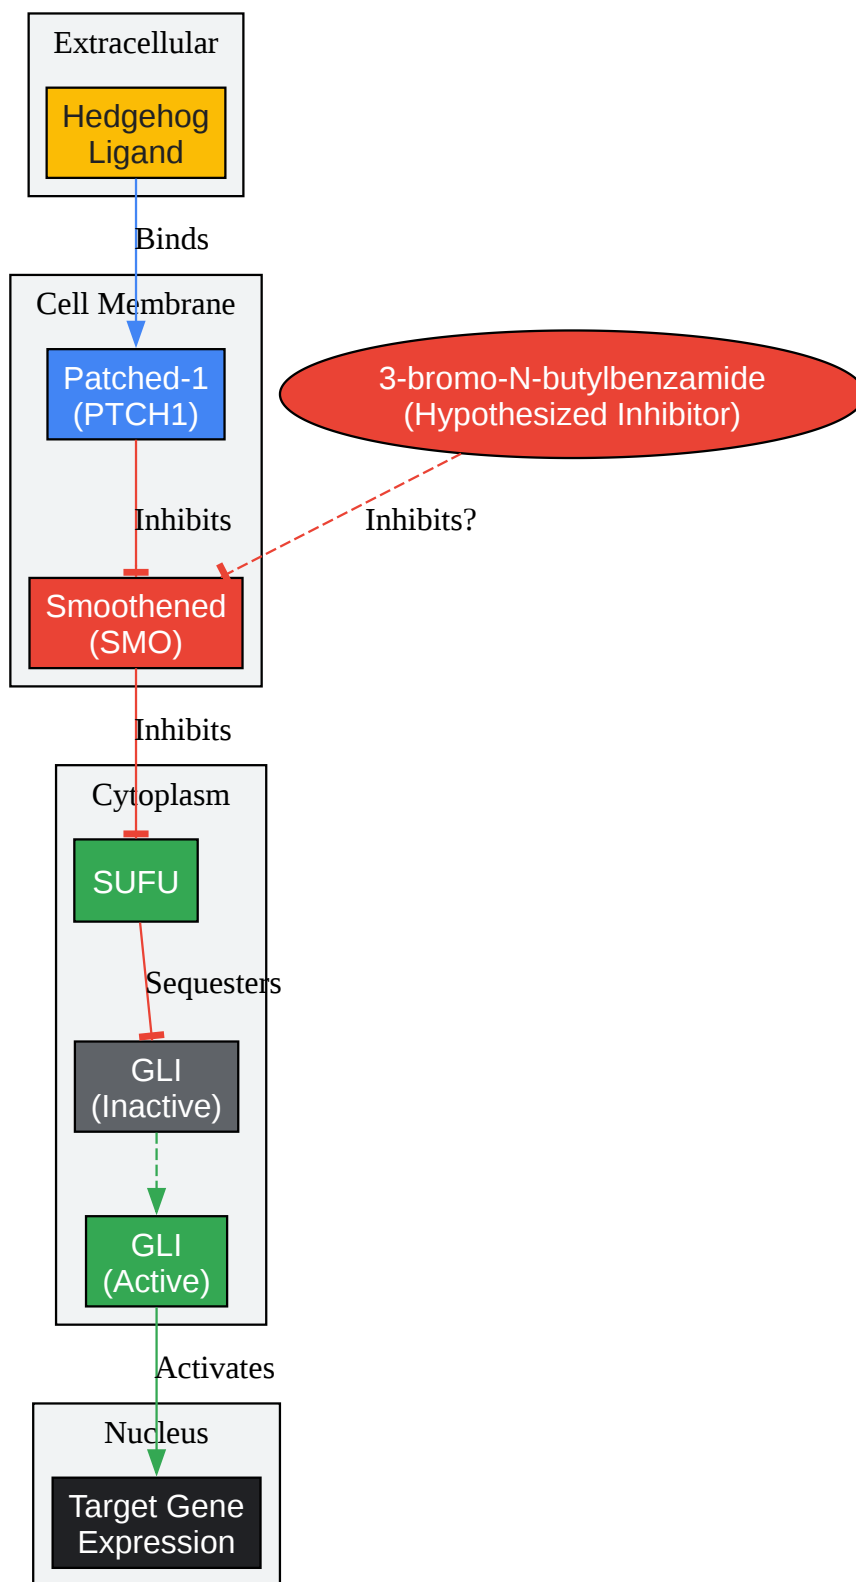 Extracellular
Hedgehog
Ligand
Binds
Cell Membrane
Patched-1
(PTCH1)
3-bromo-N-butylbenzamide
(Hypothesized Inhibitor)
Inhibits
Inhibits?
Smoothened
(SMO)
Inhibits
Cytoplasm
SUFU
Sequesters
GLI
(Inactive)
GLI
(Active)
Activates
Nucleus
Target Gene
Expression